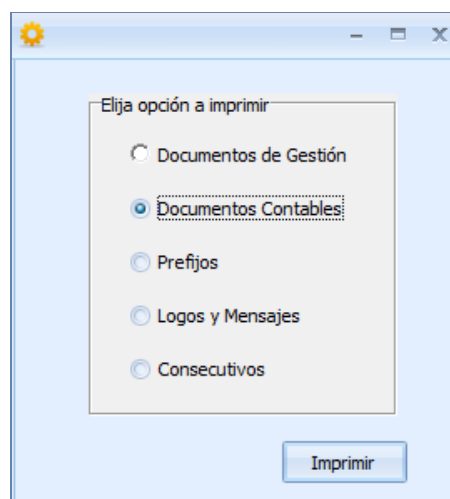 Elija opción a imprimir
Documentos de Gestión
Documentos Contables
Prefijos
Logos y Mensajes
Consecutivos
Imprimir